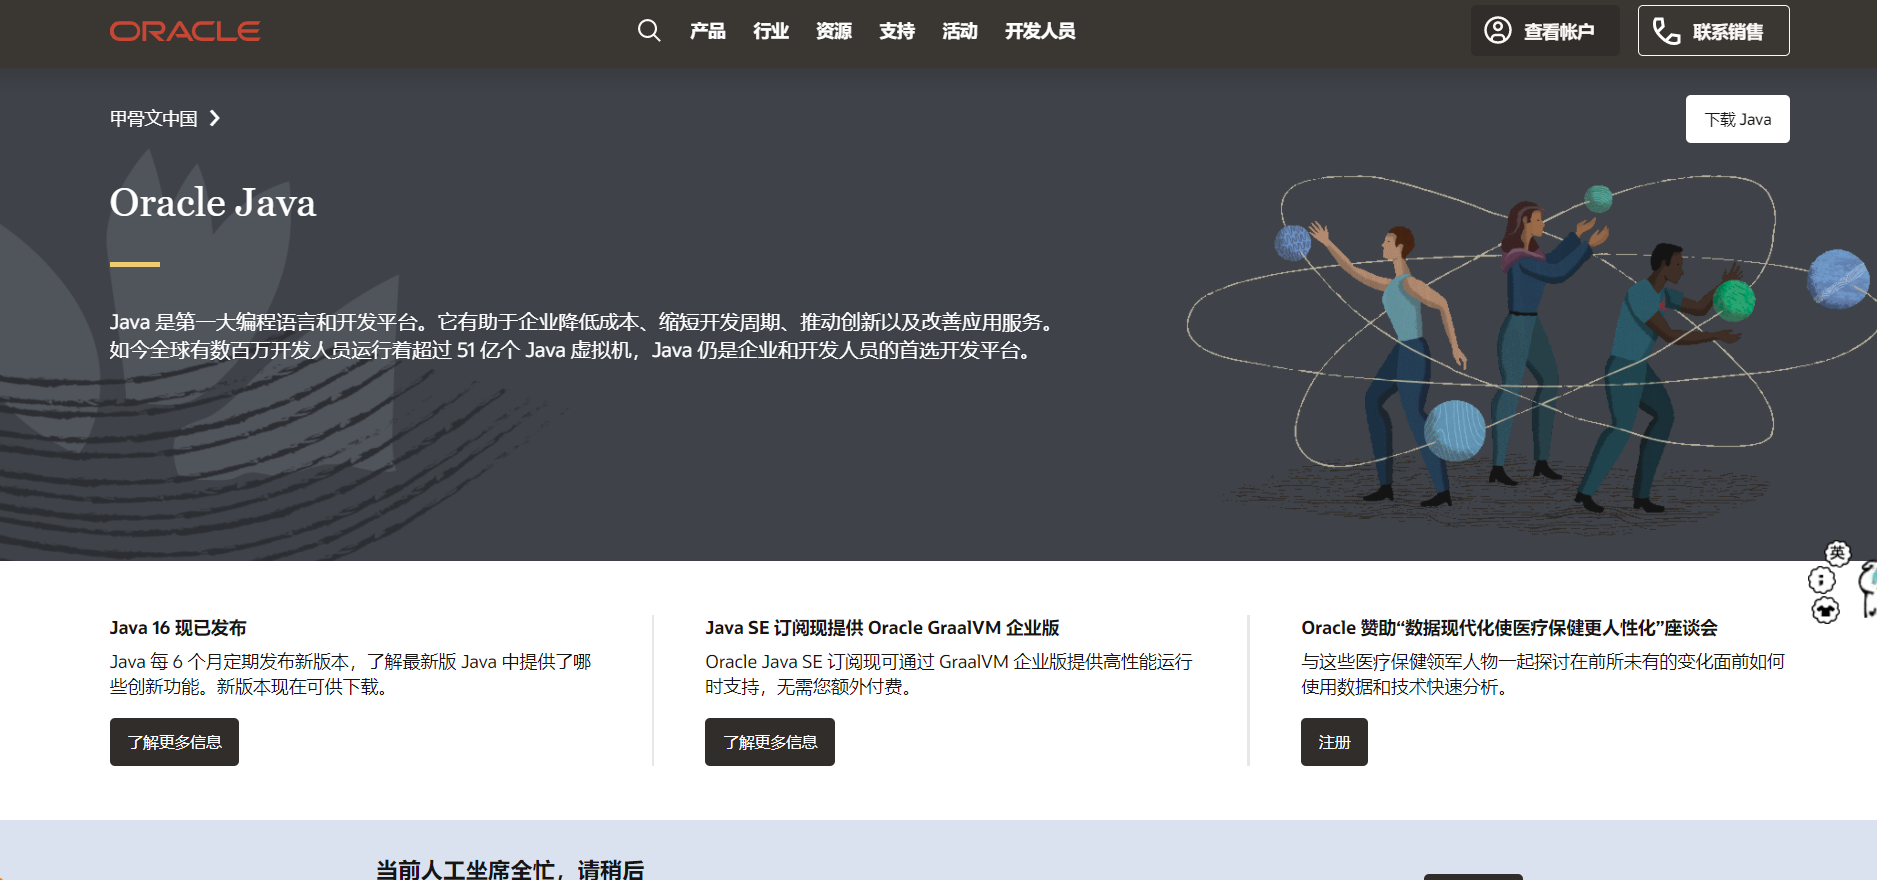 ORACLE
产品 行业 资源 支持 活动 开发人员
查看帐户
联系销售
甲骨文中国
下载 Java
Oracle Java
Java 是第一大编程语言和开发平台。它有助于企业降低成本、缩短开发周期、推动创新以及改善应用服务。
如今全球有数百万开发人员运行着超过 51 亿个 Java 虚拟机，Java 仍是企业和开发人员的首选开发平台。
英
Java 16 现已发布
Java 每 6 个月定期发布新版本，了解最新版 Java 中提供了哪
些创新功能。新版本现在可供下载。
了解更多信息
Java SE 订阅现提供 Oracle GraalVM 企业版
Oracle Java SE 订阅现可通过 GraalVM 企业版提供高性能运行
时支持，无需您额外付费。
了解更多信息
Oracle 赞助“数据现代化使医疗保健更人性化”座谈会
与这些医疗保健领军人物一起探讨在前所未有的变化面前如何
使用数据和技术快速分析。
注册
当前人工坐席全忙，请稍后